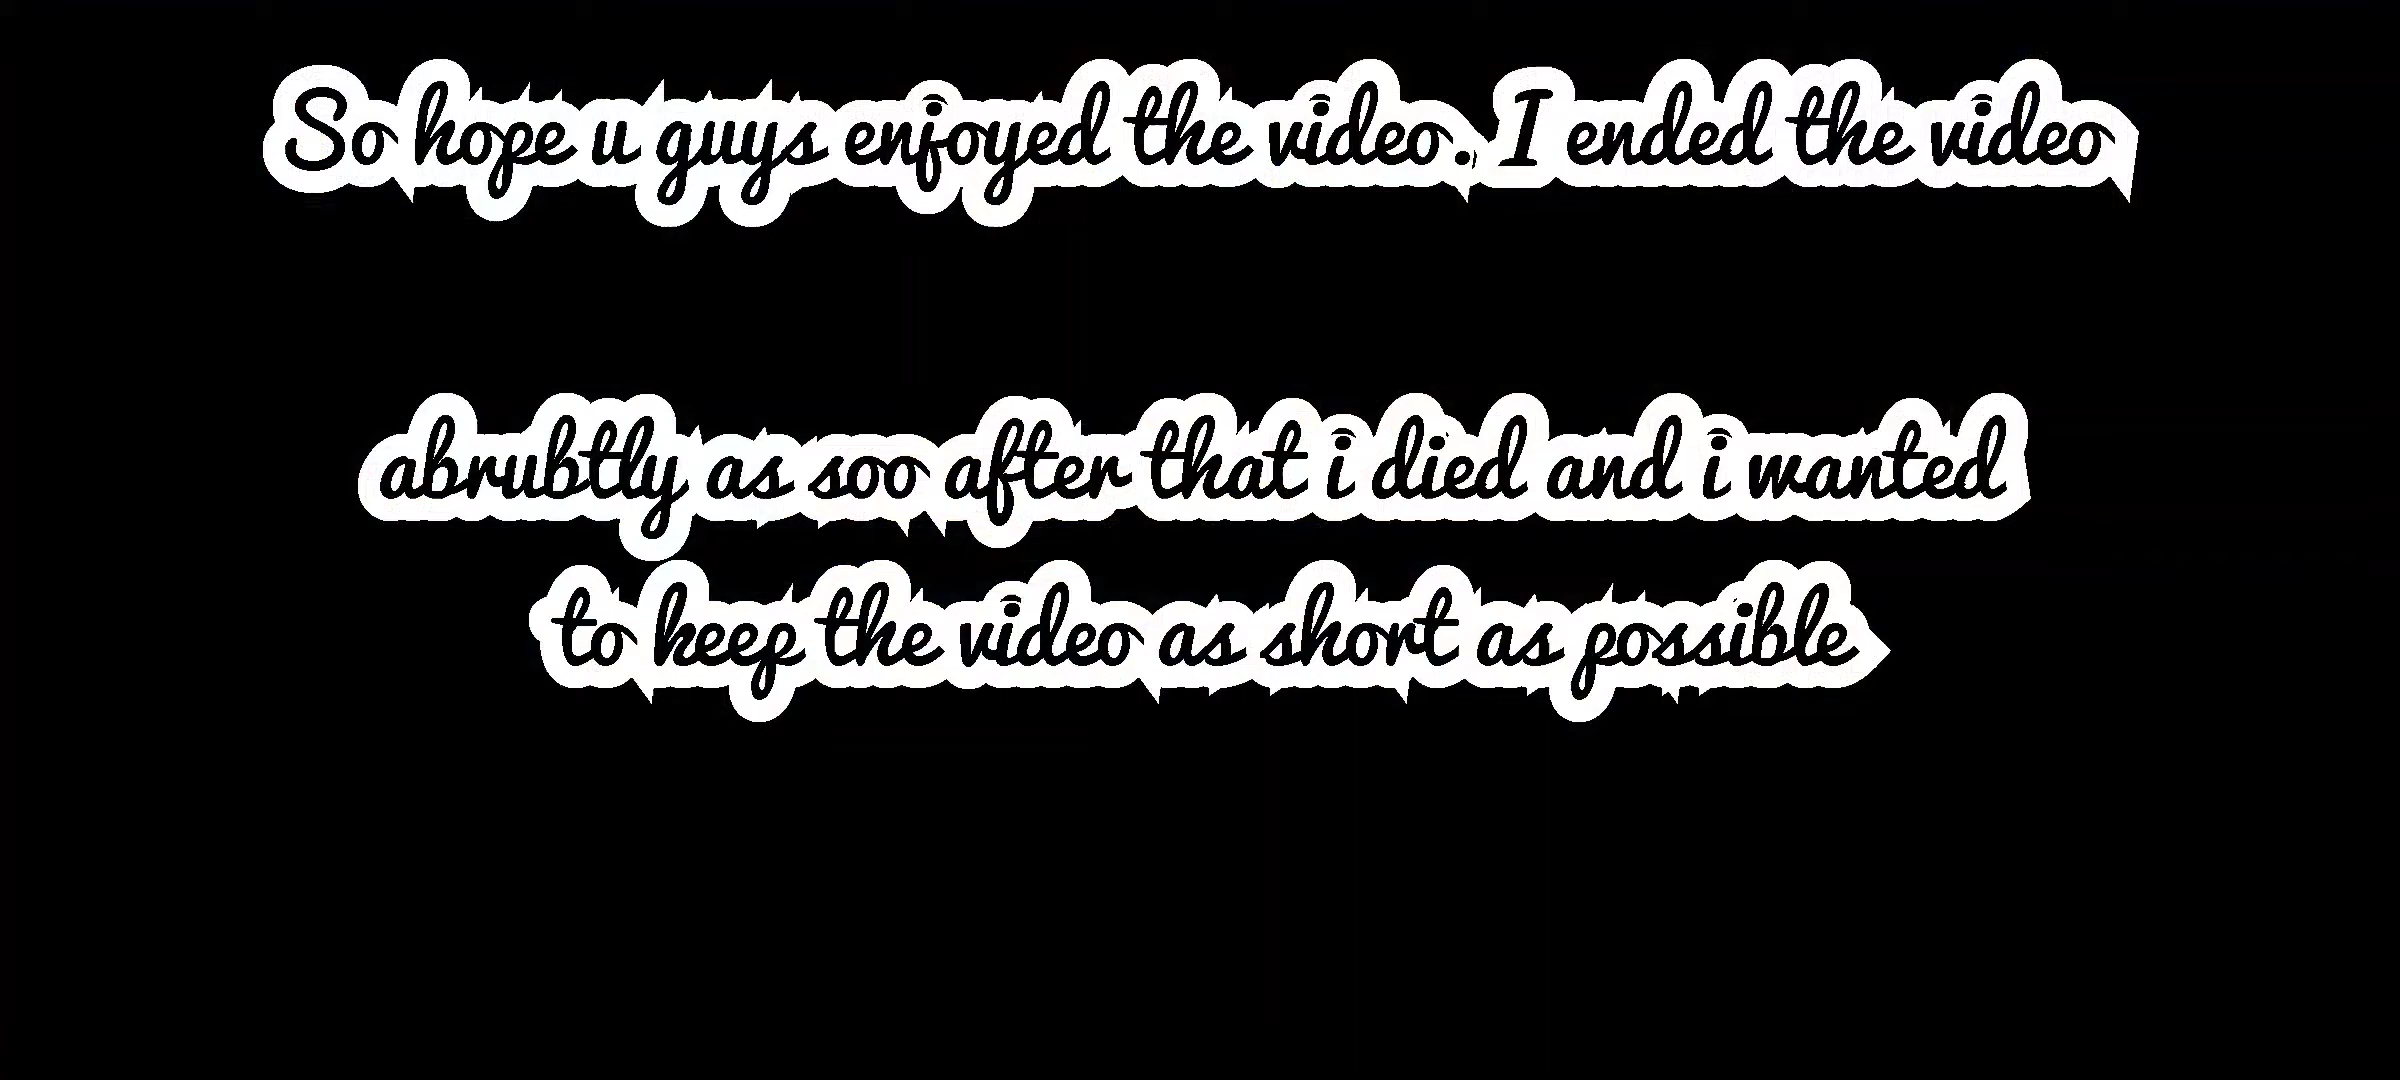 So hope u guys enjoyed the video. I ended the video
abrubtly as soo after that i died and i wanted
to keep the video as short as possible